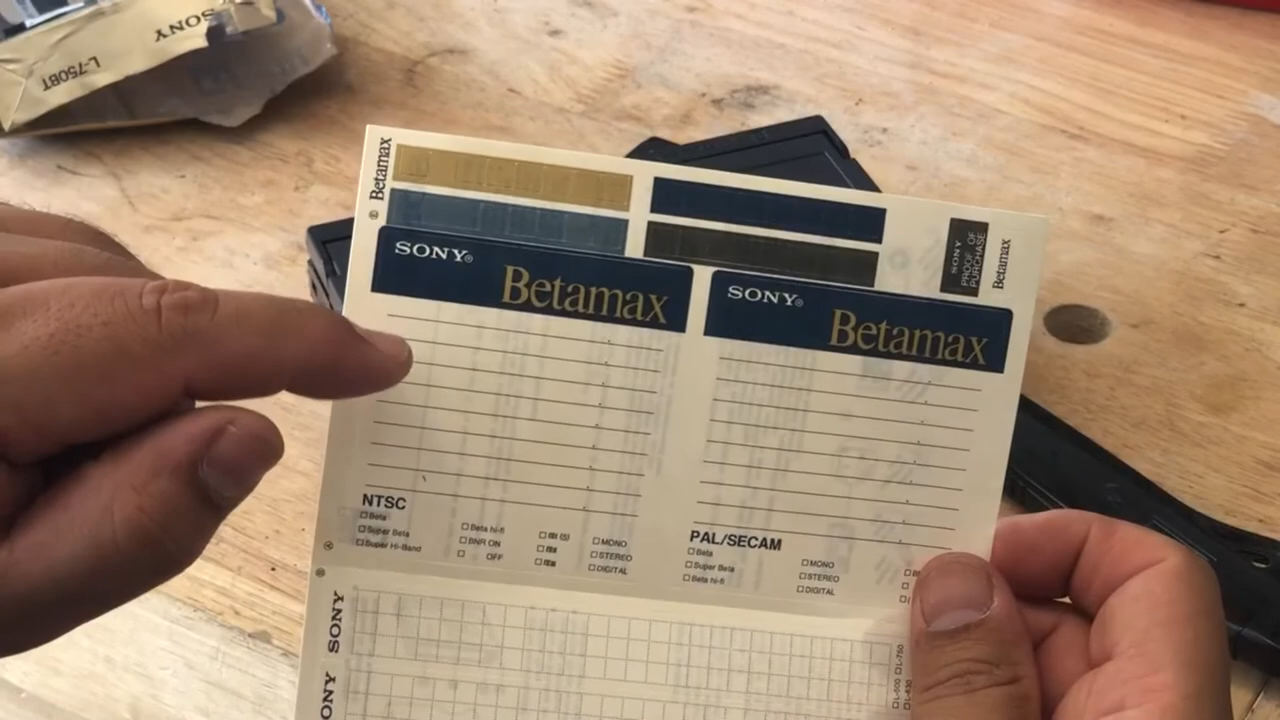 SONY
L-750BT
® Betamax
SONY
PROOF OF
PURCHASE
Betamax
SONY®
Betamax
SONY®
Betamax
NTSC
□ Beta
□ Super Beta
□ Super Hi-Band
□ Beta hi-fi
□ BNR ON
□ OFF
□ MONO
□ STEREO
□ DIGITAL
PAL/SECAM
□ Beta
□ Super Beta
□ Beta hi-fi
□ MONO
□ STEREO
□ DIGITAL
Ⓐ
Ⓑ
SONY
□ L-500 □ L-750